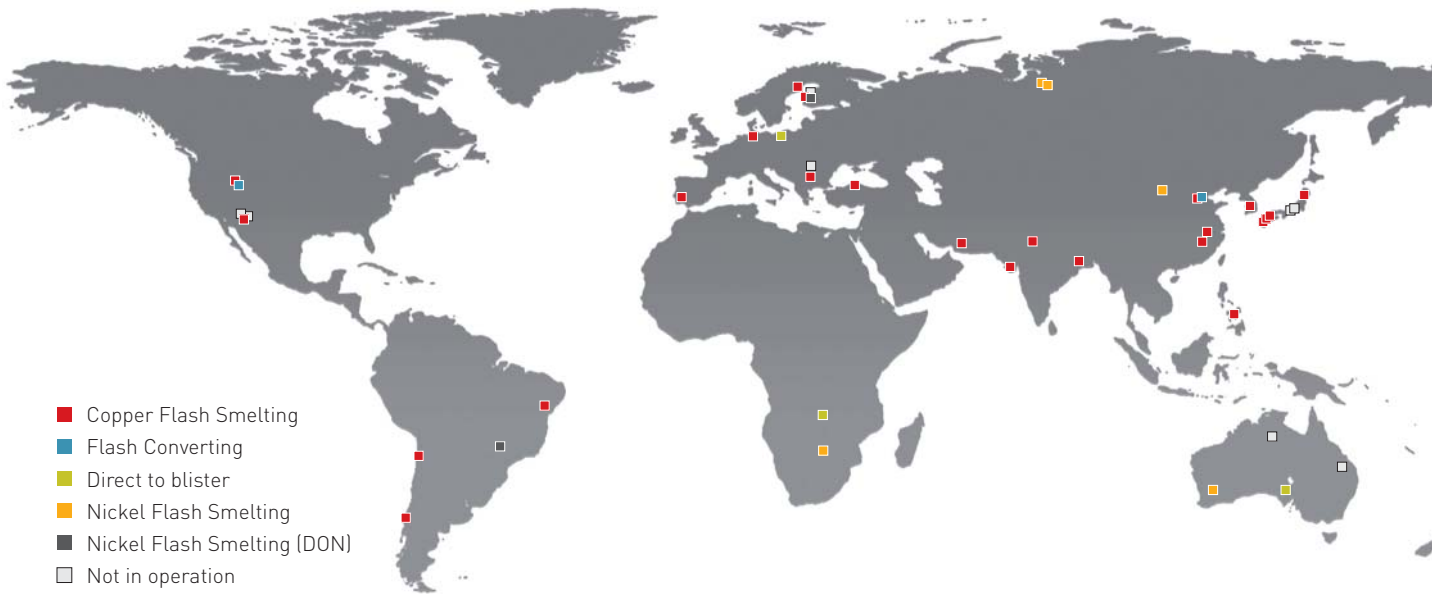 Copper Flash Smelting
Flash Converting
Direct to blister
Nickel Flash Smelting
Nickel Flash Smelting (DON)
Not in operation